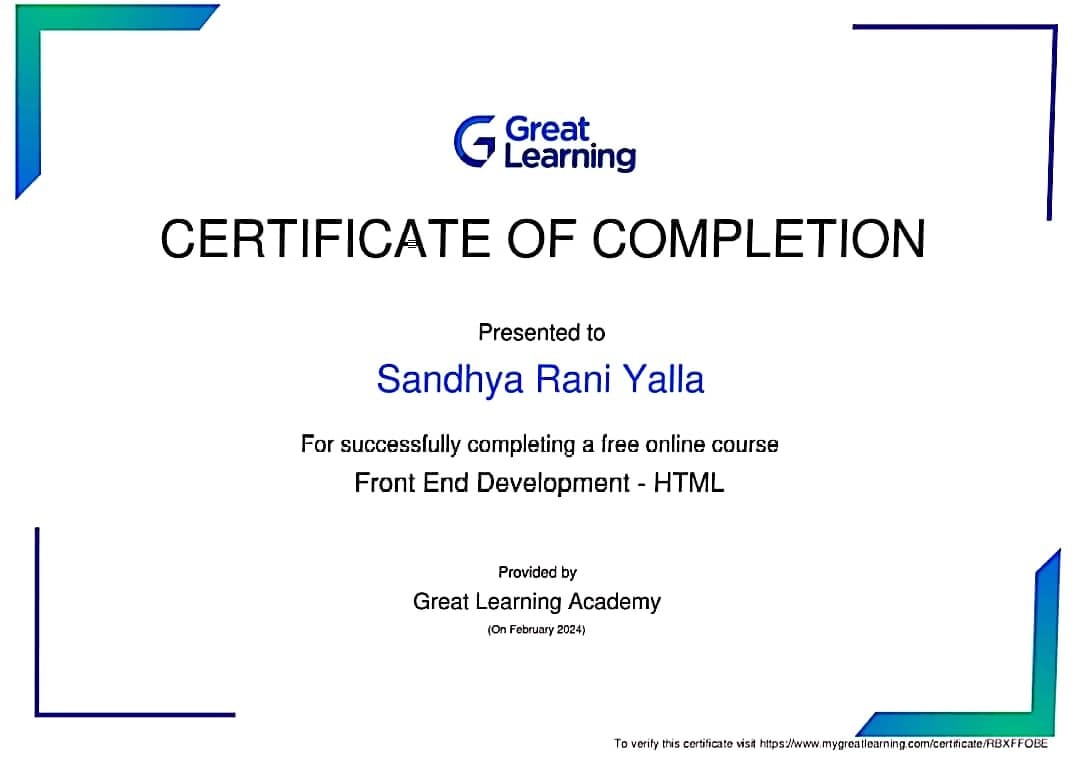 Great
Learning
CERTIFICATE OF COMPLETION
Presented to
Sandhya Rani Yalla
For successfully completing a free online course
Front End Development - HTML
Provided by
Great Learning Academy
(On February 2024)
To verify this certificate visit https://www.mygreatlearning.com/certificate/RBXFFOBE